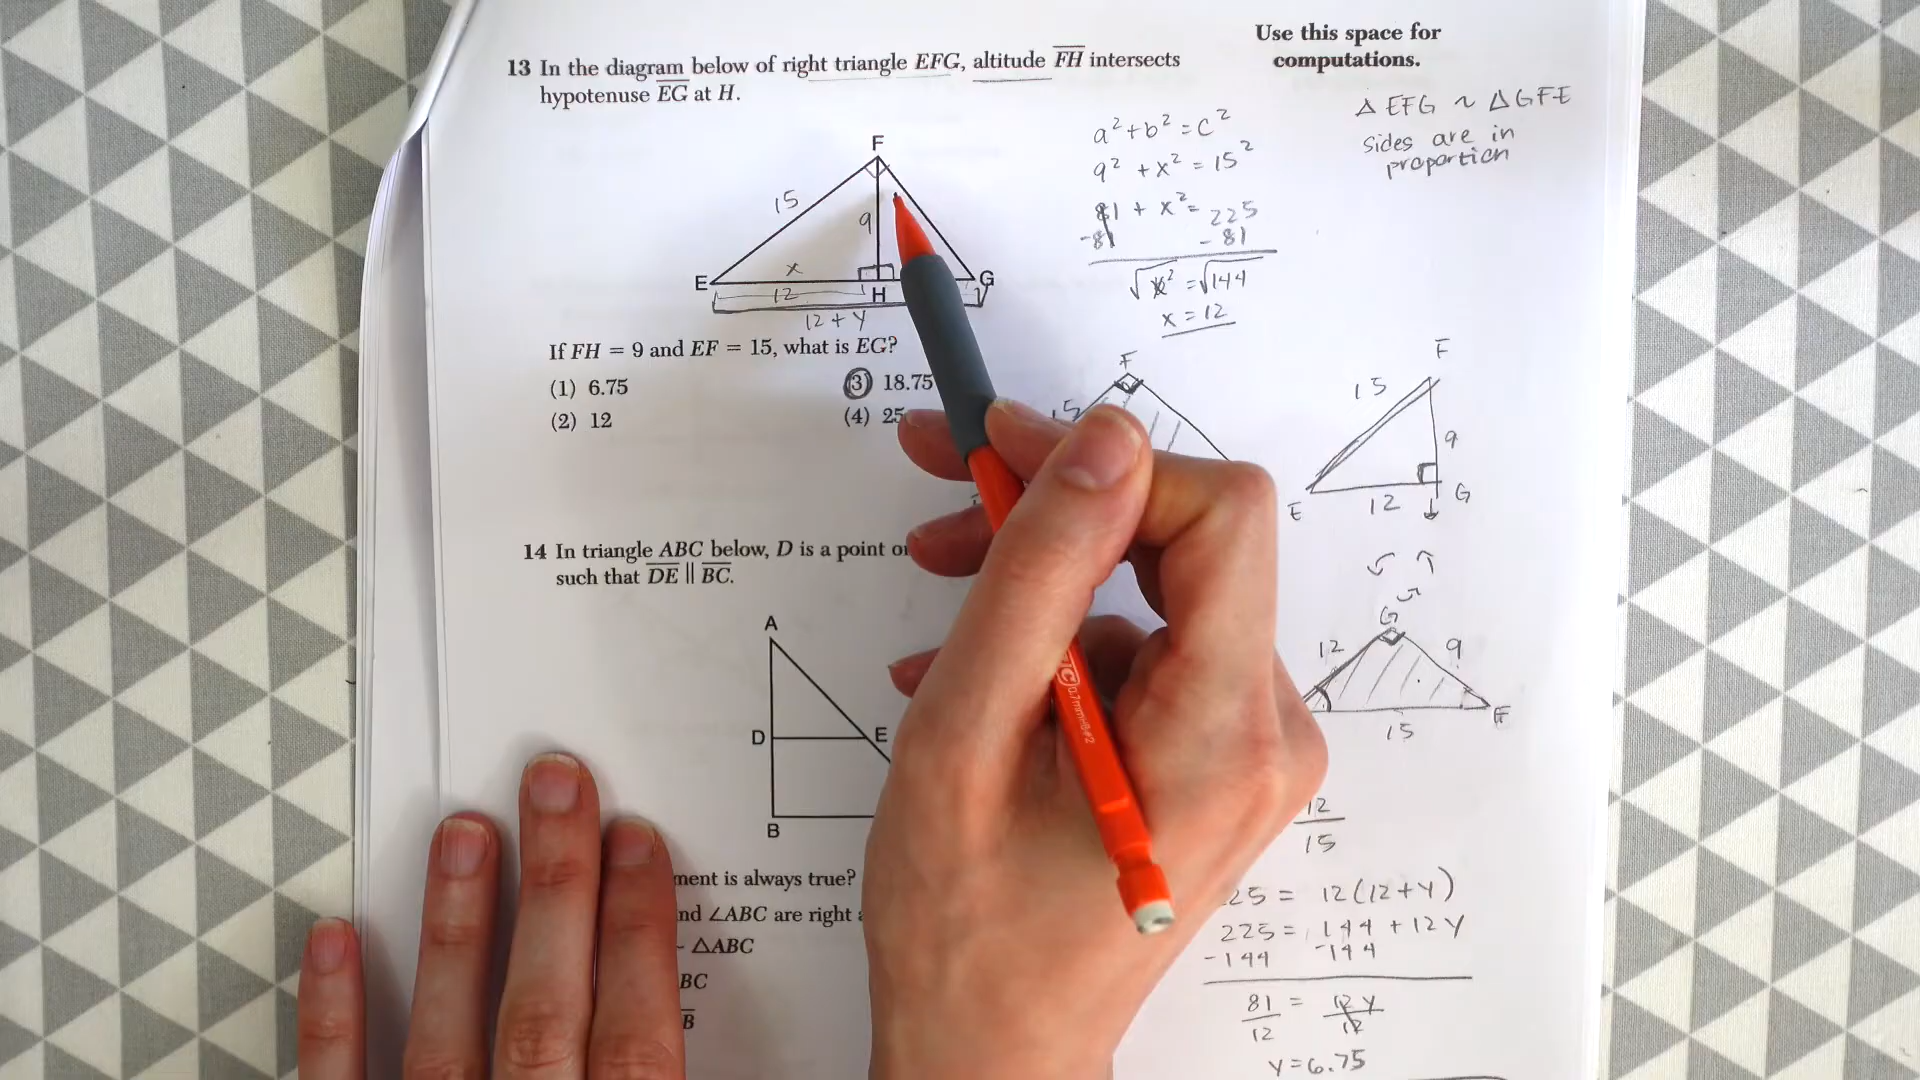 Use this space for
computations.
13 In the diagram below of right triangle EFG, altitude FH intersects
hypotenuse EG at H.
F
15
9
E
x
12
H
G
12 + y
If FH = 9 and EF = 15, what is EG?
(1) 6.75
(2) 12
(3) 18.75
(4) 25
a² + b² = c²
9² + x² = 15²
81 + x² = 225
-81 - 81
√x² = √144
x = 12
△ EFG ~ △ GFE
sides are in
proportion
F
15
F
15
9
E
12
G
G
12
9
F
15
12
15
25 = 12(12+y)
225 = 144 + 12y
-144 -144
81 = 12y
12 12
y = 6.75
14 In triangle ABC below, D is a point
such that DE ∥ BC.
A
D
E
B
ment is always true?
nd ∠ABC are right
~ △ABC
BC
B
0.7mm HB#2